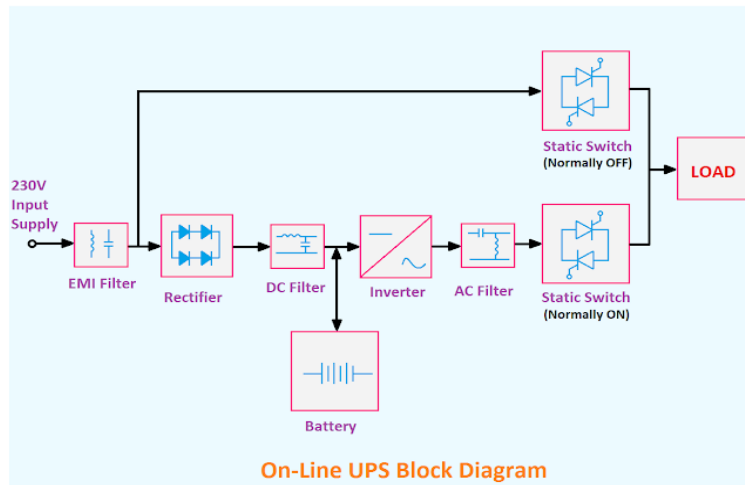 Static Switch
(Normally OFF)
LOAD
230V
Input
Supply
EMI Filter
Rectifier
DC Filter
Inverter
AC Filter
Static Switch
(Normally ON)
Battery
On-Line UPS Block Diagram